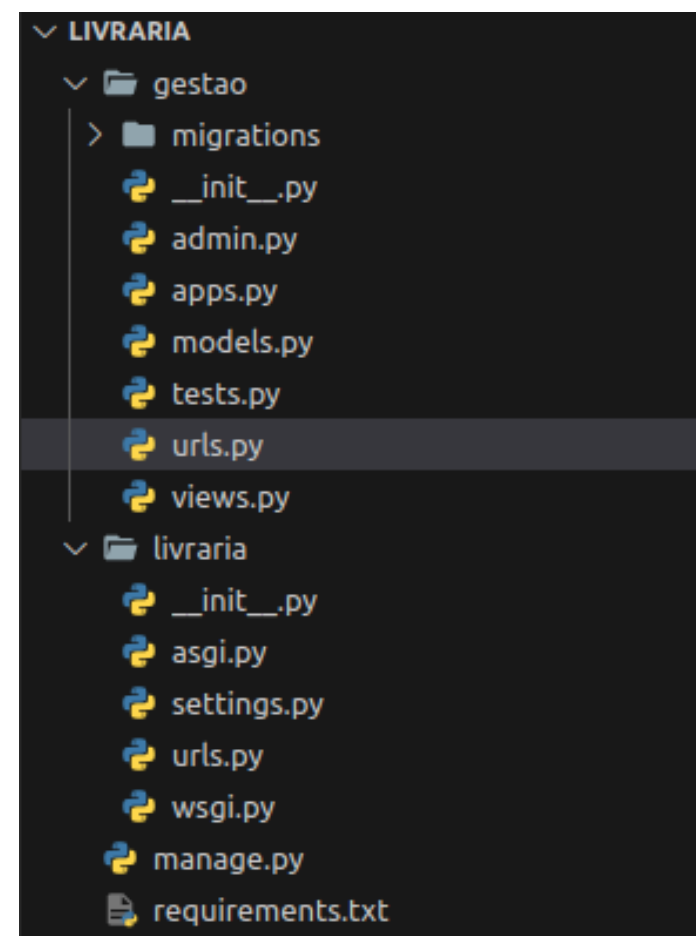 LIVRARIA
gestao
migrations
__init__.py
admin.py
apps.py
models.py
tests.py
urls.py
views.py
livraria
__init__.py
asgi.py
settings.py
urls.py
wsgi.py
manage.py
requirements.txt